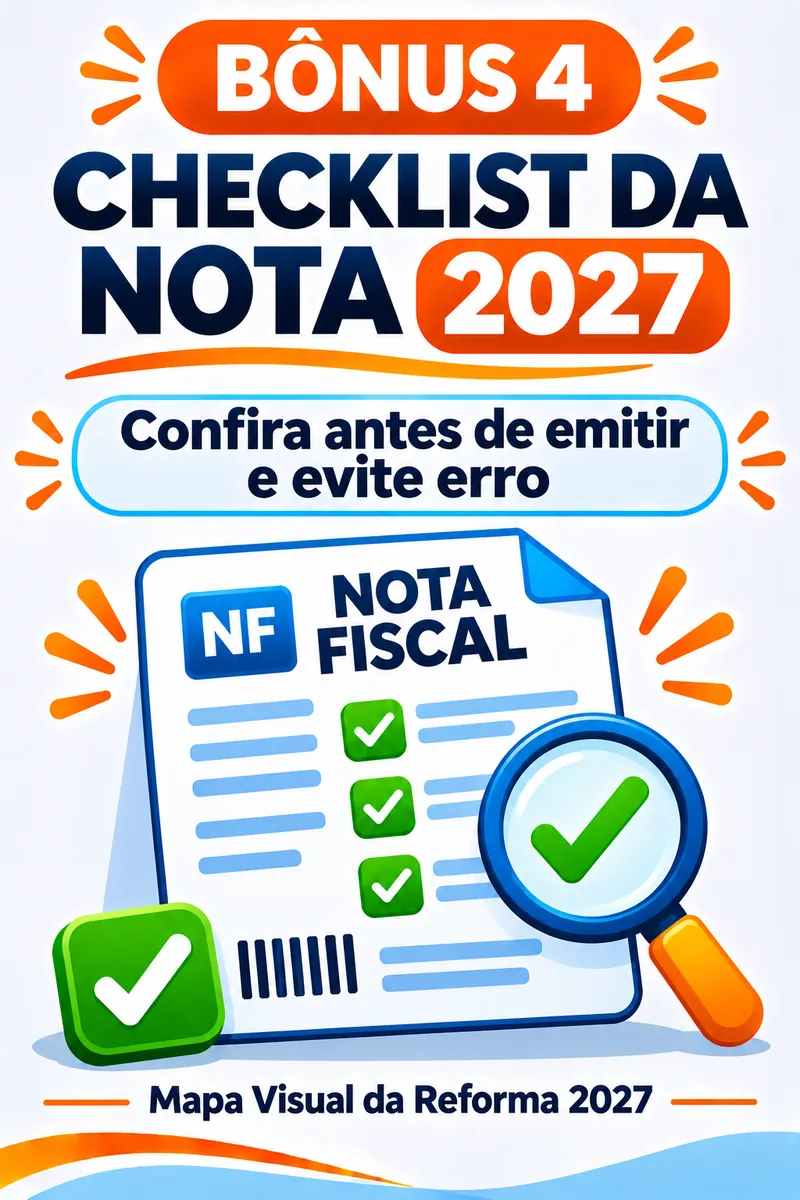 BÔNUS 4
CHECKLIST DA
NOTA 2027
Confira antes de emitir
e evite erro
NF
NOTA
FISCAL
Mapa Visual da Reforma 2027